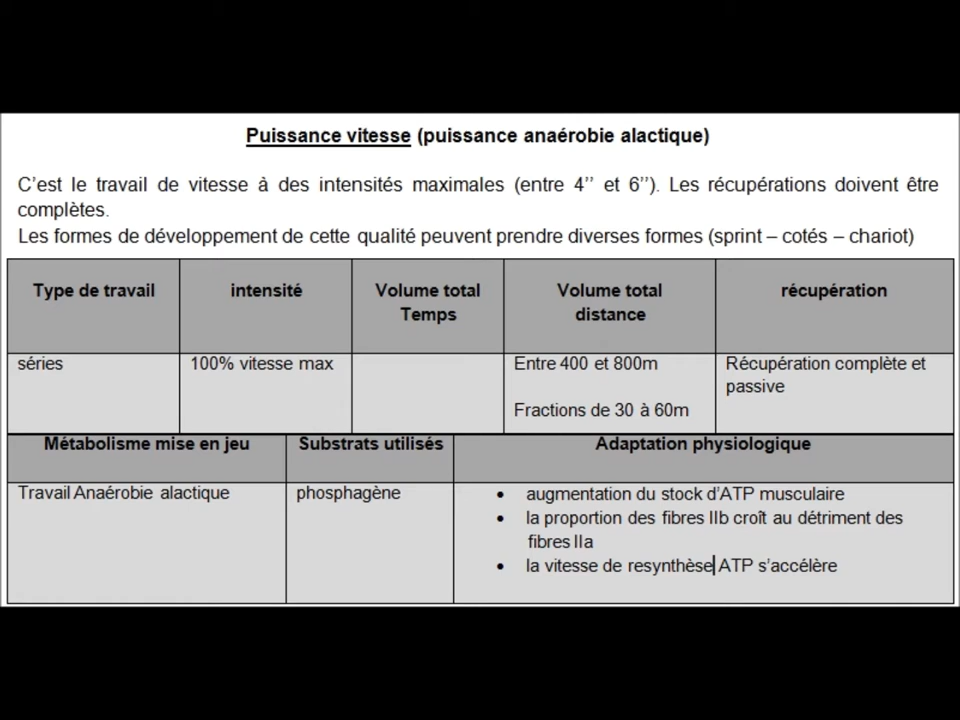 Puissance vitesse (puissance anaérobie alactique)
C’est le travail de vitesse à des intensités maximales (entre 4’’ et 6’’). Les récupérations doivent être
complètes.
Les formes de développement de cette qualité peuvent prendre diverses formes (sprint – cotés – chariot)
Type de travail
intensité
Volume total
Temps
Volume total
distance
récupération
séries
100% vitesse max
Entre 400 et 800m
Fractions de 30 à 60m
Récupération complète et
passive
Métabolisme mise en jeu
Substrats utilisés
Adaptation physiologique
Travail Anaérobie alactique
phosphagène
• augmentation du stock d’ATP musculaire
• la proportion des fibres IIb croît au détriment des
fibres IIa
• la vitesse de resynthèse ATP s’accélère